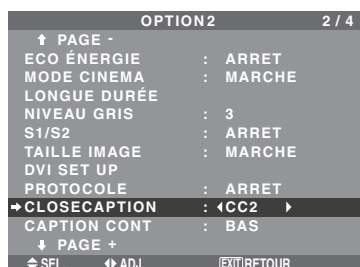 OPTION2 2 / 4
↑ PAGE -
ECO ÉNERGIE : ARRET
MODE CINEMA : MARCHE
LONGUE DURÉE
NIVEAU GRIS : 3
S1/S2 : ARRET
TAILLE IMAGE : MARCHE
DVI SET UP
PROTOCOLE : ARRET
→CLOSECAPTION : ◀CC2 ▶
CAPTION CONT : BAS
↓ PAGE +
SEL. ADJ. EXIT RETOUR